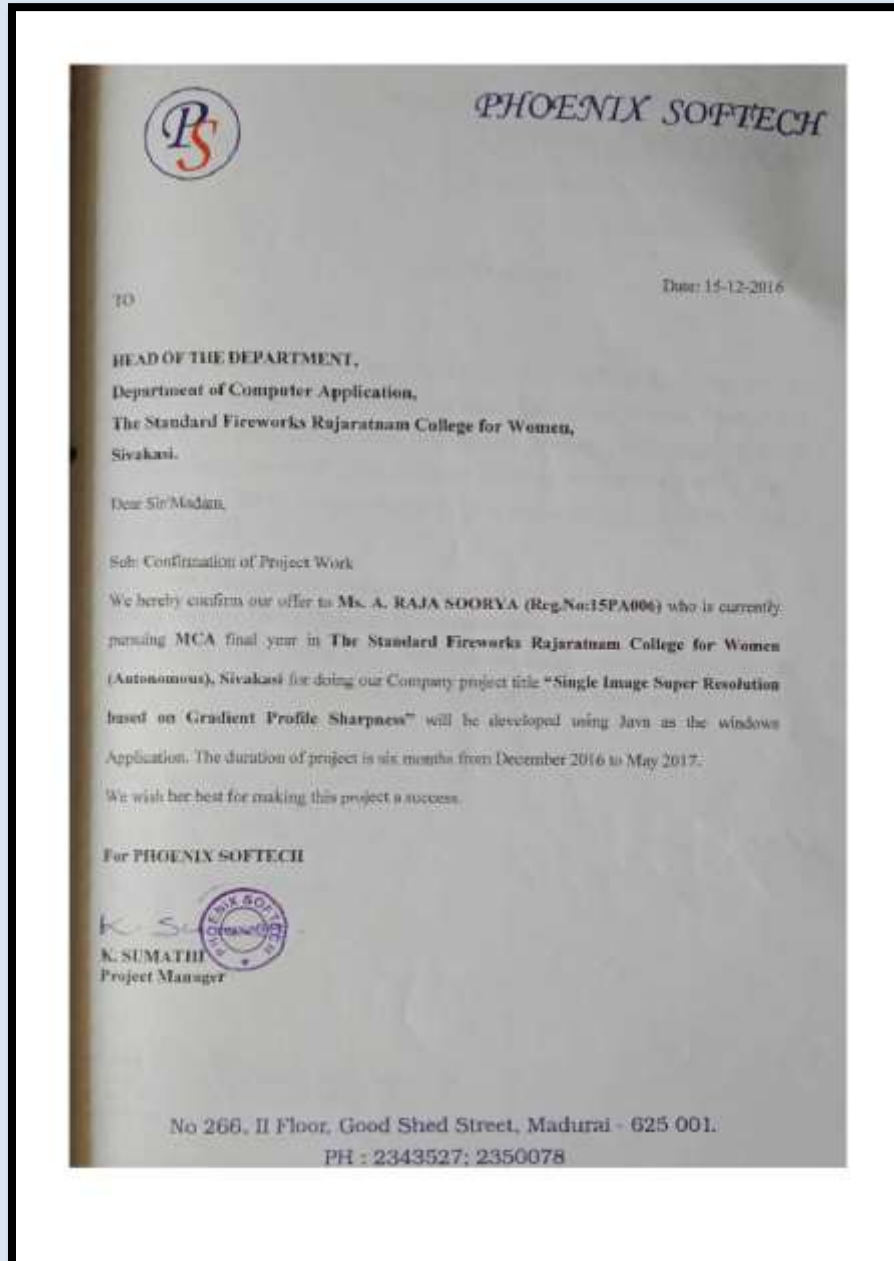 PS
PHOENIX SOFTECH
Date: 15-12-2016
TO
HEAD OF THE DEPARTMENT,
Department of Computer Application,
The Standard Fireworks Rajaratnam College for Women,
Sivakasi.
Dear Sir/Madam,
Sub: Confirmation of Project Work
We hereby confirm our offer to Ms. A. RAJA SOORYA (Reg.No:15PA006) who is currently
pursuing MCA final year in The Standard Fireworks Rajaratnam College for Women
(Autonomous), Sivakasi for doing our Company project title “Single Image Super Resolution
based on Gradient Profile Sharpness” will be developed using Java as the windows
Application. The duration of project is six months from December 2016 to May 2017.
We wish her best for making this project a success.
For PHOENIX SOFTECH
K. Su
PHOENIX SOFTECH
K. SUMATHI
Project Manager
No 266, II Floor, Good Shed Street, Madurai - 625 001.
PH : 2343527; 2350078